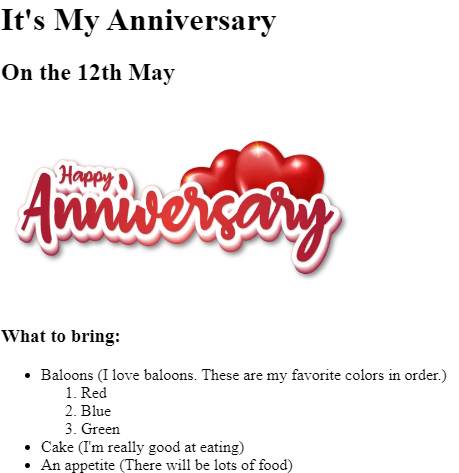 It's My Anniversary
On the 12th May
Happy
Anniversary
What to bring:
• Baloons (I love baloons. These are my favorite colors in order.)
1. Red
2. Blue
3. Green
• Cake (I'm really good at eating)
• An appetite (There will be lots of food)